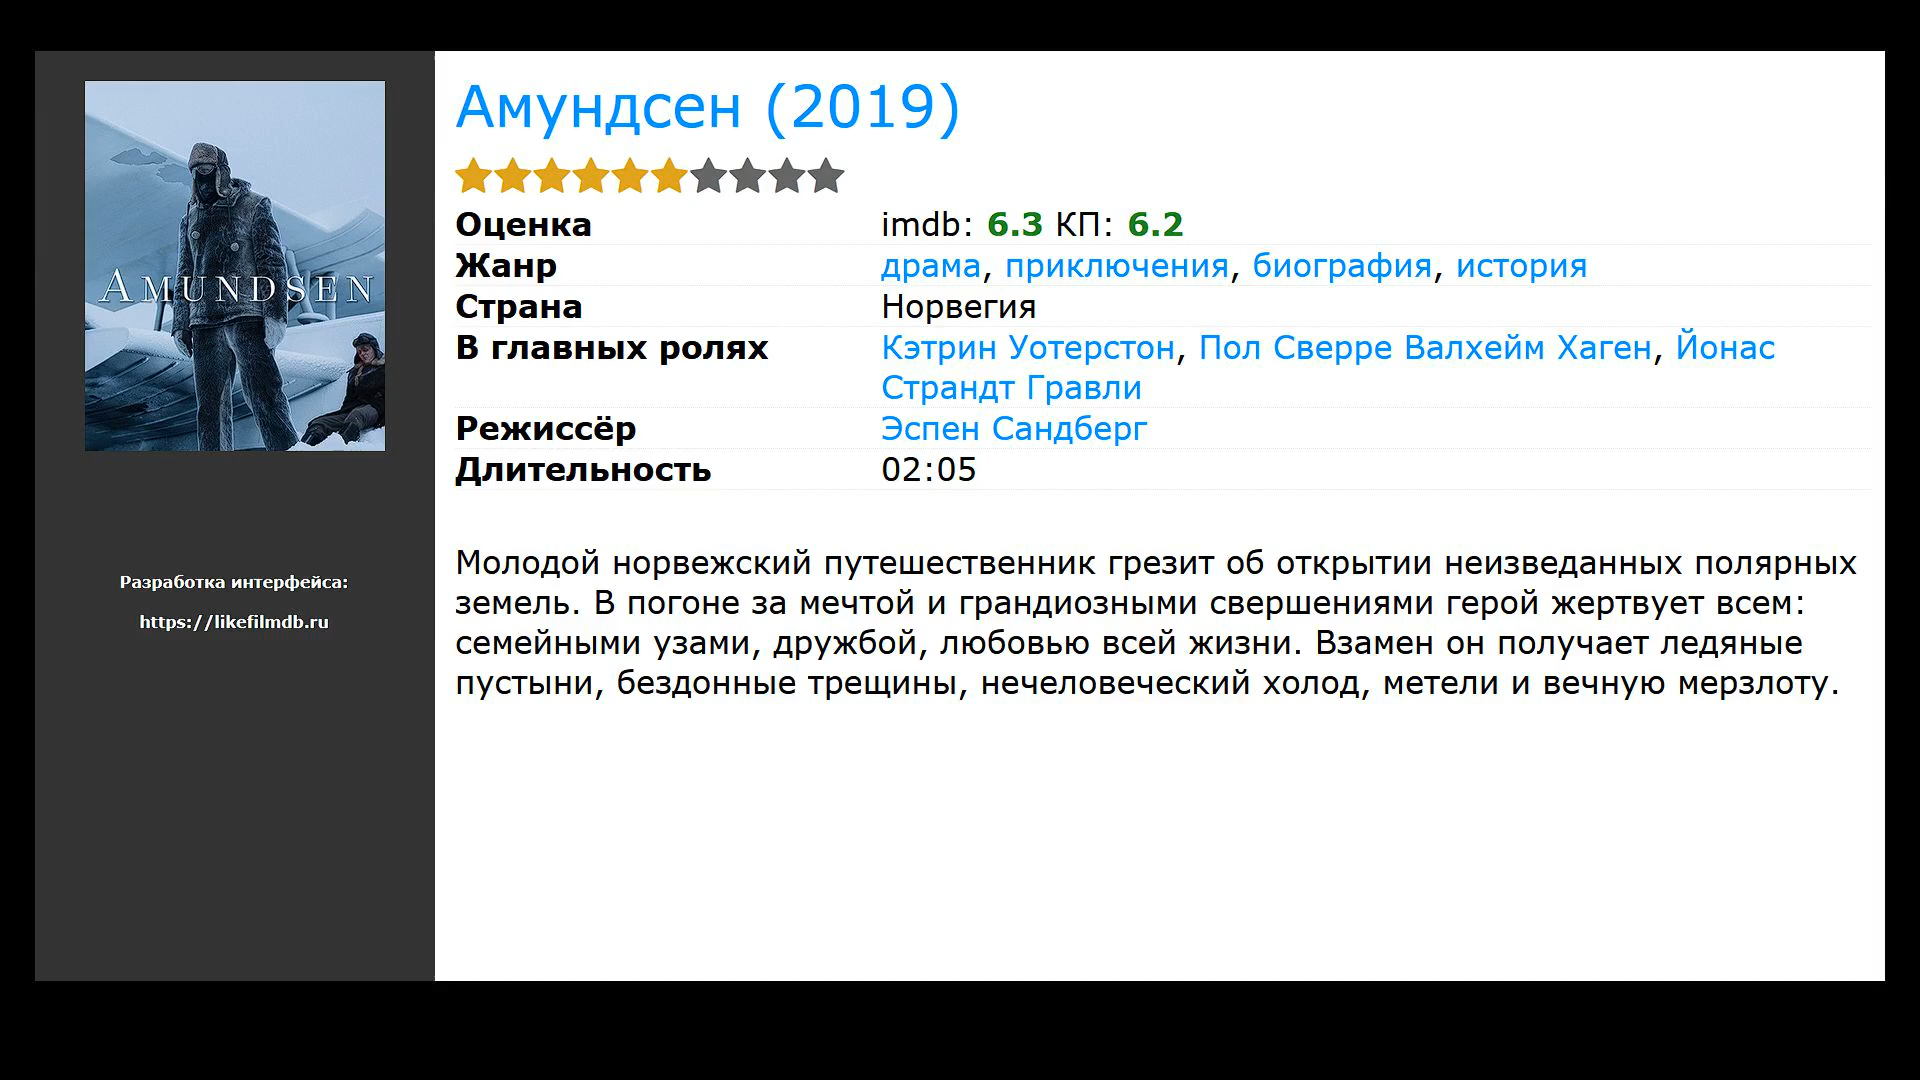 AMUNDSEN
Разработка интерфейса:
https://likefilmdb.ru
Амундсен (2019)
Оценка imdb: 6.3 КП: 6.2
Жанр драма, приключения, биография, история
Страна Норвегия
В главных ролях Кэтрин Уотерстон, Пол Сверре Валхейм Хаген, Йонас
Страндт Гравли
Режиссёр Эспен Сандберг
Длительность 02:05
Молодой норвежский путешественник грезит об открытии неизведанных полярных
земель. В погоне за мечтой и грандиозными свершениями герой жертвует всем:
семейными узами, дружбой, любовью всей жизни. Взамен он получает ледяные
пустыни, бездонные трещины, нечеловеческий холод, метели и вечную мерзлоту.